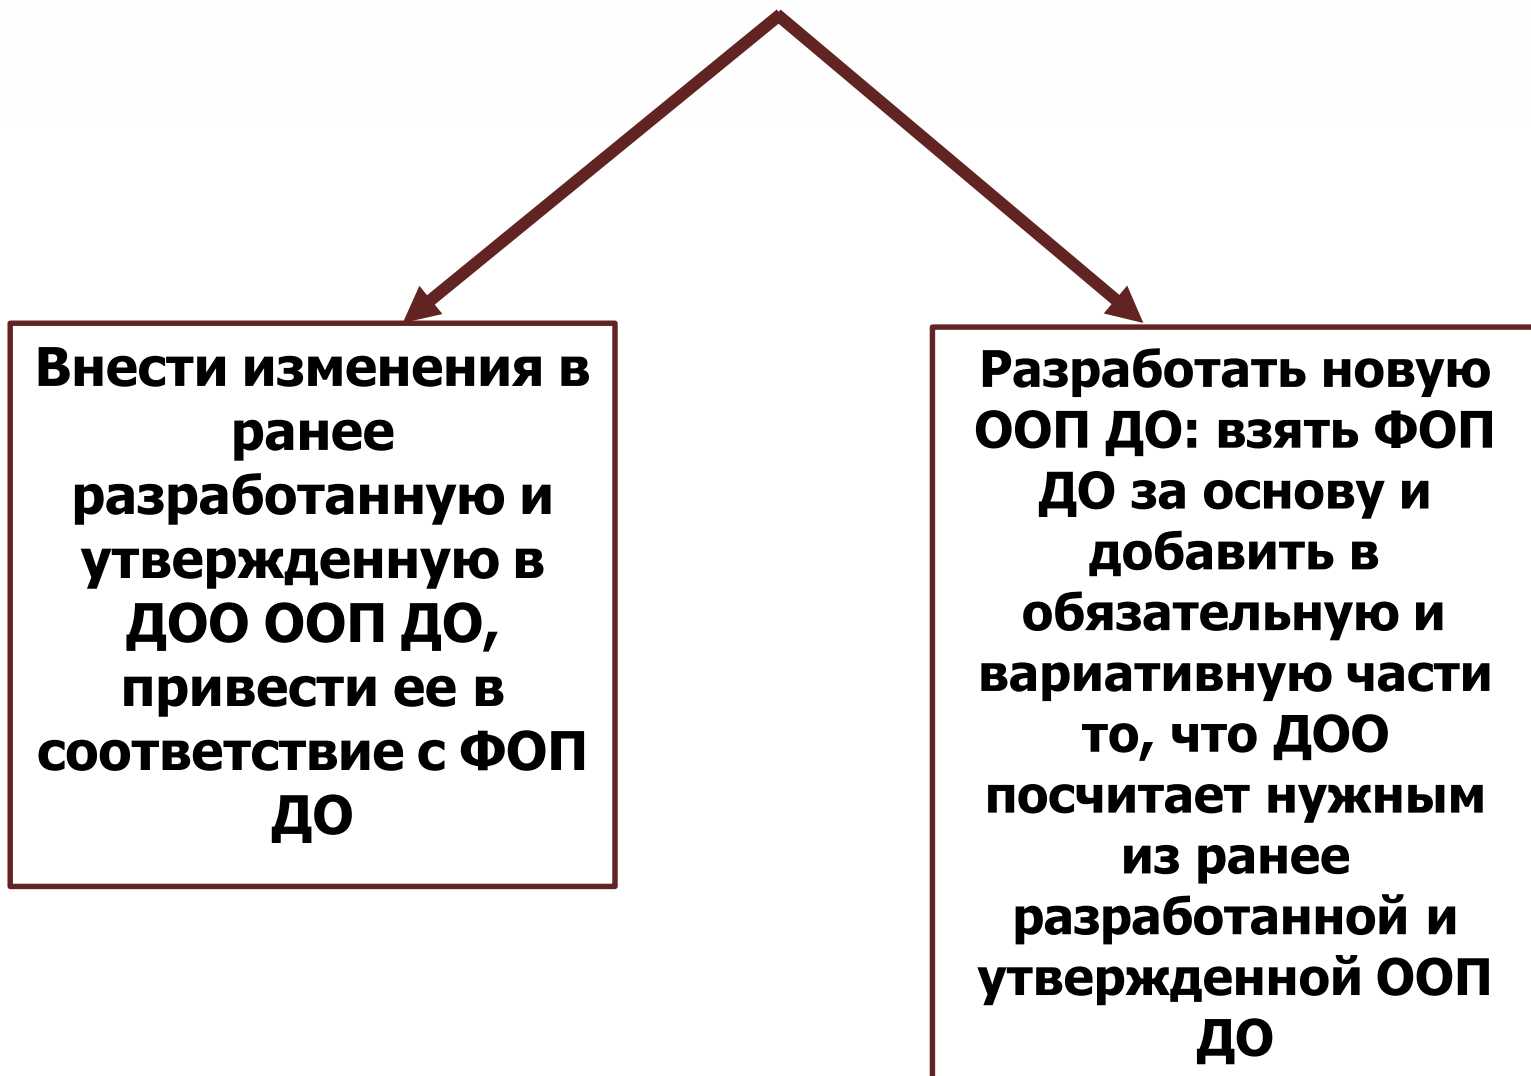 Внести изменения в
ранее
разработанную и
утвержденную в
ДОО ООП ДО,
привести ее в
соответствие с ФОП
ДО
Разработать новую
ООП ДО: взять ФОП
ДО за основу и
добавить в
обязательную и
вариативную части
то, что ДОО
посчитает нужным
из ранее
разработанной и
утвержденной ООП
ДО